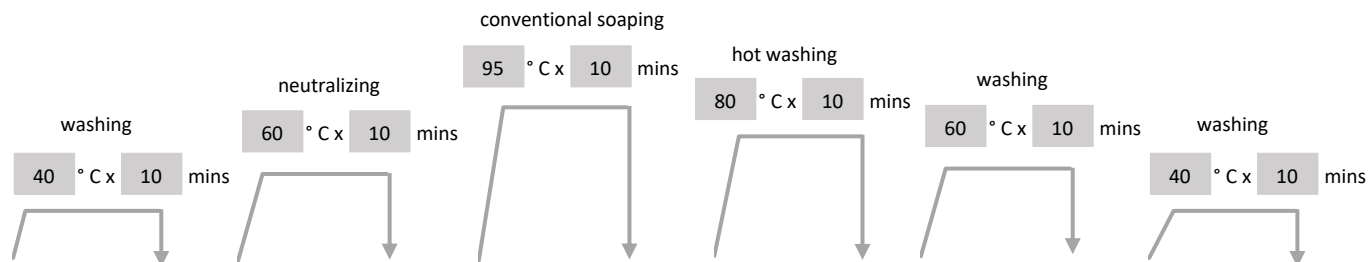 washing
40 ° C x 10 mins
neutralizing
60 ° C x 10 mins
conventional soaping
95 ° C x 10 mins
hot washing
80 ° C x 10 mins
washing
60 ° C x 10 mins
washing
40 ° C x 10 mins